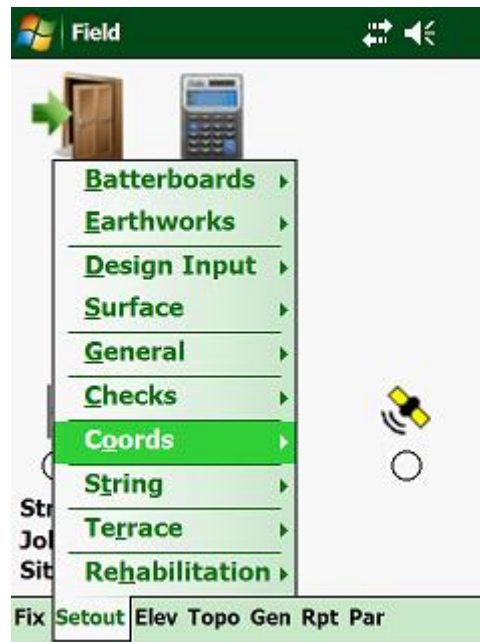 Field
Batterboards
Earthworks
Design Input
Surface
General
Checks
Coords
String
Str
Terrace
Job
Sit
Rehabilitation
Fix Setout Elev Topo Gen Rpt Par